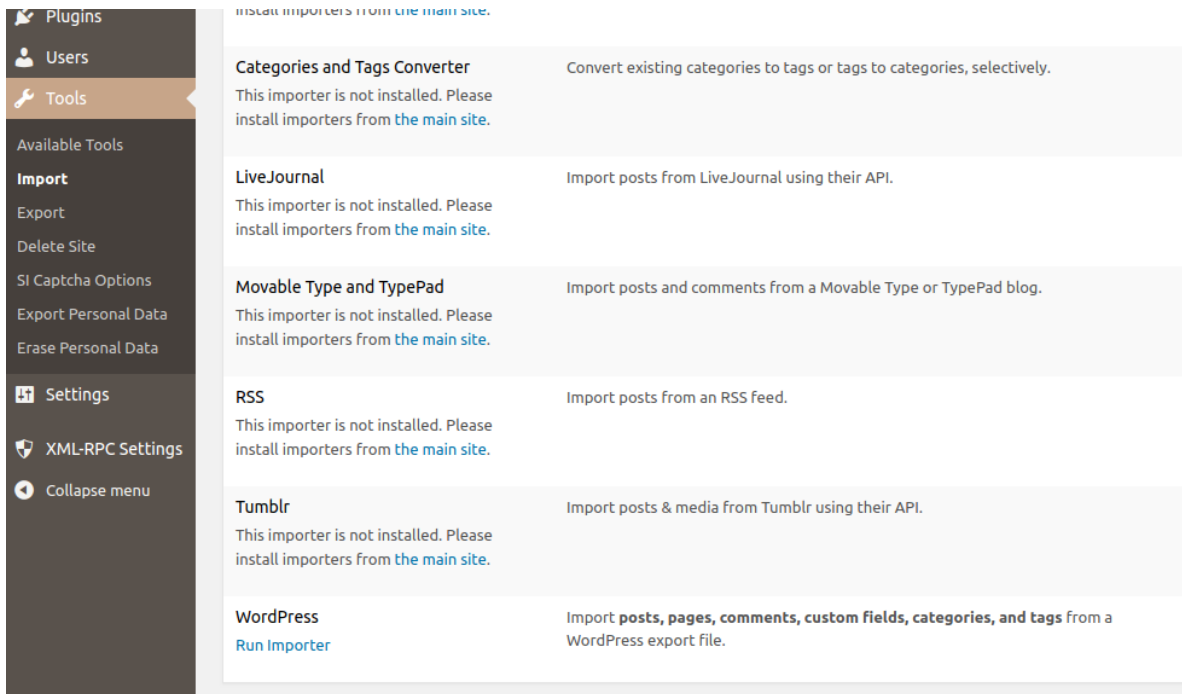 Plugins
Users
Tools
Available Tools
Import
Export
Delete Site
SI Captcha Options
Export Personal Data
Erase Personal Data
Settings
XML-RPC Settings
Collapse menu
install importers from the main site.
Categories and Tags Converter
This importer is not installed. Please
install importers from the main site.
Convert existing categories to tags or tags to categories, selectively.
LiveJournal
This importer is not installed. Please
install importers from the main site.
Import posts from LiveJournal using their API.
Movable Type and TypePad
This importer is not installed. Please
install importers from the main site.
Import posts and comments from a Movable Type or TypePad blog.
RSS
This importer is not installed. Please
install importers from the main site.
Import posts from an RSS feed.
Tumblr
This importer is not installed. Please
install importers from the main site.
Import posts & media from Tumblr using their API.
WordPress
Run Importer
Import posts, pages, comments, custom fields, categories, and tags from a
WordPress export file.